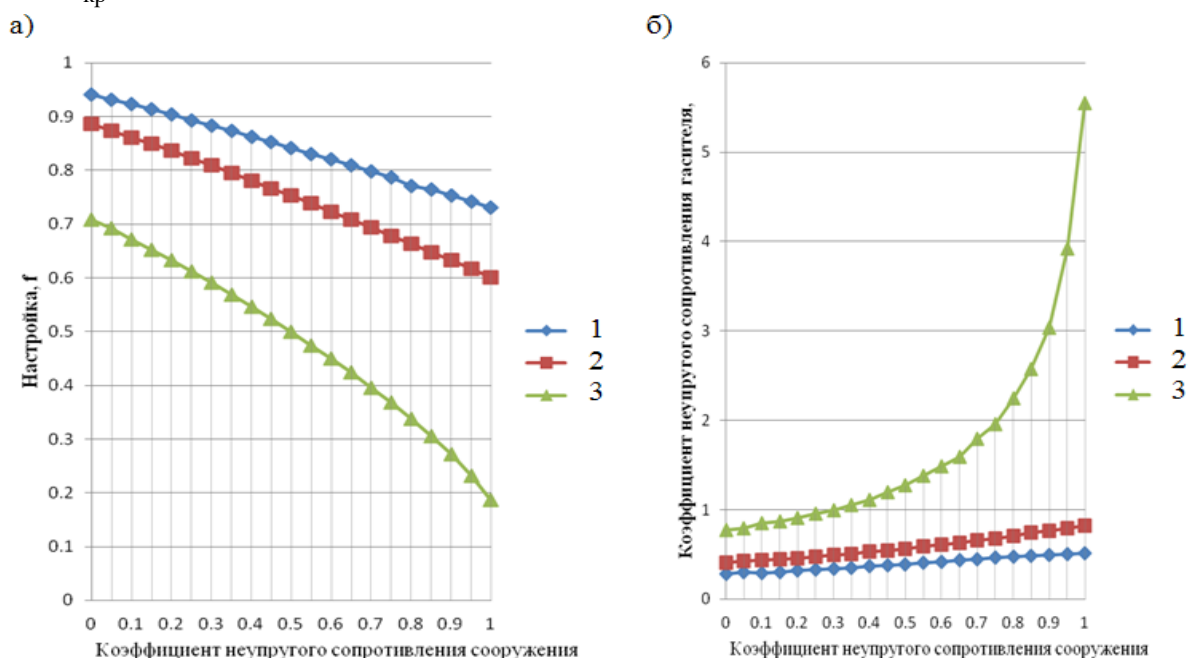 кр
а)
б)
1
0.9
0.8
0.7
0.6
0.5
0.4
0.3
0.2
0.1
0
Настройка, f
0 0.1 0.2 0.3 0.4 0.5 0.6 0.7 0.8 0.9 1
Коэффициент неупругого сопротивления сооружения
1
2
3
6
5
4
3
2
1
0
Коэффициент неупругого сопротивления гасителя,
0 0.1 0.2 0.3 0.4 0.5 0.6 0.7 0.8 0.9 1
Коэффициент неупругого сопротивления сооружения
1
2
3